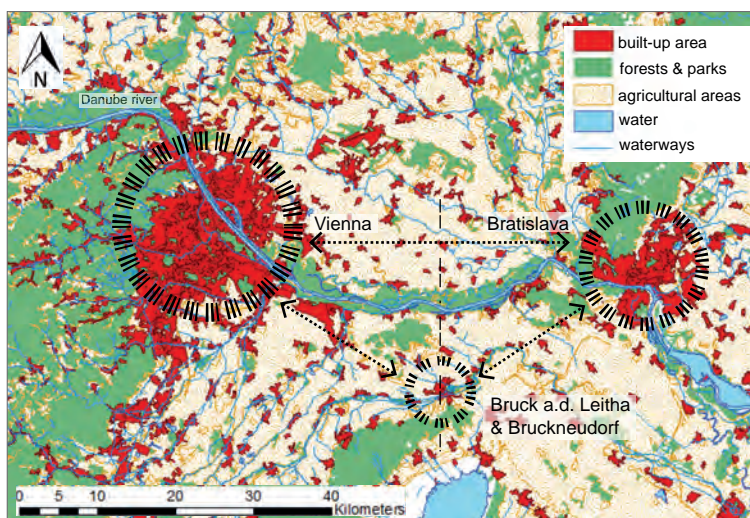 N
Danube river
built-up area
forests & parks
agricultural areas
water
waterways
Vienna
Bratislava
Bruck a.d. Leitha
& Bruckneudorf
0 5 10 20 30 40
Kilometers